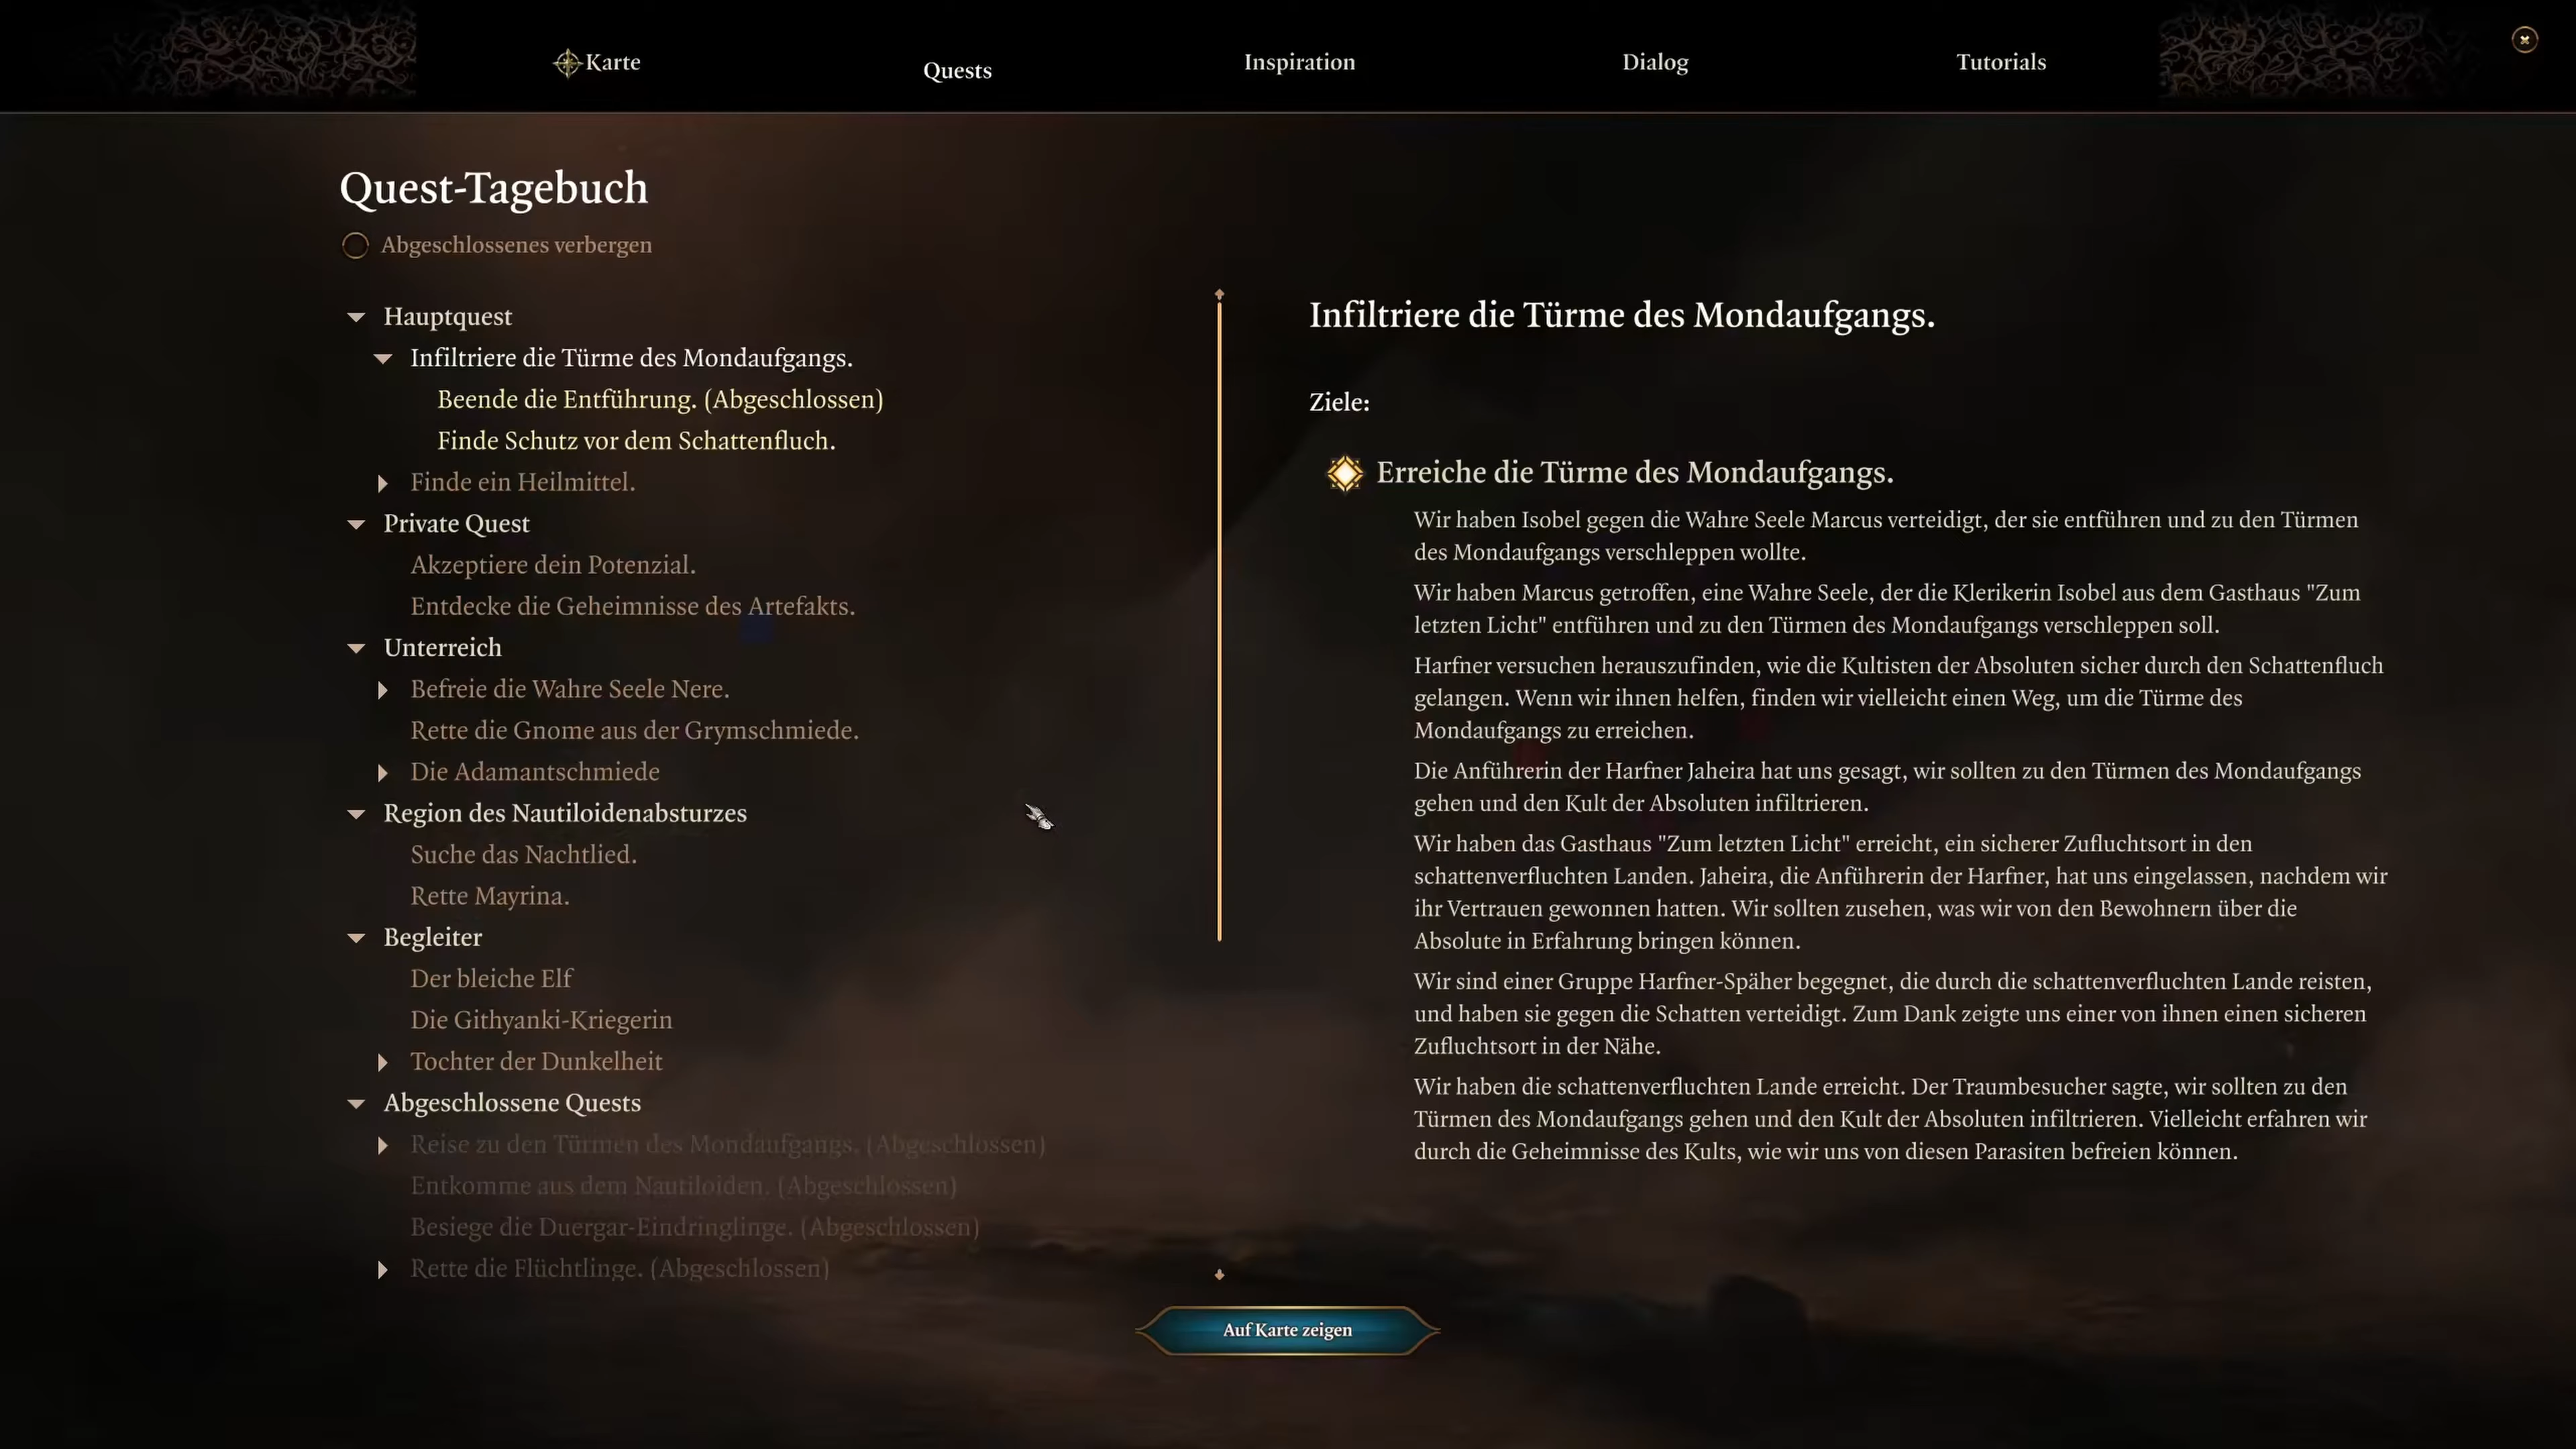 Karte
Quests
Inspiration
Dialog
Tutorials
Quest-Tagebuch
Abgeschlossenes verbergen
Hauptquest
Infiltriere die Türme des Mondaufgangs.
Beende die Entführung. (Abgeschlossen)
Finde Schutz vor dem Schattenfluch.
Finde ein Heilmittel.
Private Quest
Akzeptiere dein Potenzial.
Entdecke die Geheimnisse des Artefakts.
Unterreich
Befreie die Wahre Seele Nere.
Rette die Gnome aus der Grymschmiede.
Die Adamantschmiede
Region des Nautiloidenabsturzes
Suche das Nachtlied.
Rette Mayrina.
Begleiter
Der bleiche Elf
Die Githyanki-Kriegerin
Tochter der Dunkelheit
Abgeschlossene Quests
Reise zu den Türmen des Mondaufgangs. (Abgeschlossen)
Entkomme aus dem Nautiloiden. (Abgeschlossen)
Besiege die Duergar-Eindringlinge. (Abgeschlossen)
Rette die Flüchtlinge. (Abgeschlossen)
Infiltriere die Türme des Mondaufgangs.
Ziele:
Erreiche die Türme des Mondaufgangs.
Wir haben Isobel gegen die Wahre Seele Marcus verteidigt, der sie entführen und zu den Türmen
des Mondaufgangs verschleppen wollte.
Wir haben Marcus getroffen, eine Wahre Seele, der die Klerikerin Isobel aus dem Gasthaus "Zum
letzten Licht" entführen und zu den Türmen des Mondaufgangs verschleppen soll.
Harfner versuchen herauszufinden, wie die Kultisten der Absoluten sicher durch den Schattenfluch
gelangen. Wenn wir ihnen helfen, finden wir vielleicht einen Weg, um die Türme des
Mondaufgangs zu erreichen.
Die Anführerin der Harfner Jaheira hat uns gesagt, wir sollten zu den Türmen des Mondaufgangs
gehen und den Kult der Absoluten infiltrieren.
Wir haben das Gasthaus "Zum letzten Licht" erreicht, ein sicherer Zufluchtsort in den
schattenverfluchten Landen. Jaheira, die Anführerin der Harfner, hat uns eingelassen, nachdem wir
ihr Vertrauen gewonnen hatten. Wir sollten zusehen, was wir von den Bewohnern über die
Absolute in Erfahrung bringen können.
Wir sind einer Gruppe Harfner-Späher begegnet, die durch die schattenverfluchten Lande reisten,
und haben sie gegen die Schatten verteidigt. Zum Dank zeigte uns einer von ihnen einen sicheren
Zufluchtsort in der Nähe.
Wir haben die schattenverfluchten Lande erreicht. Der Traumbesucher sagte, wir sollten zu den
Türmen des Mondaufgangs gehen und den Kult der Absoluten infiltrieren. Vielleicht erfahren wir
durch die Geheimnisse des Kults, wie wir uns von diesen Parasiten befreien können.
Auf Karte zeigen